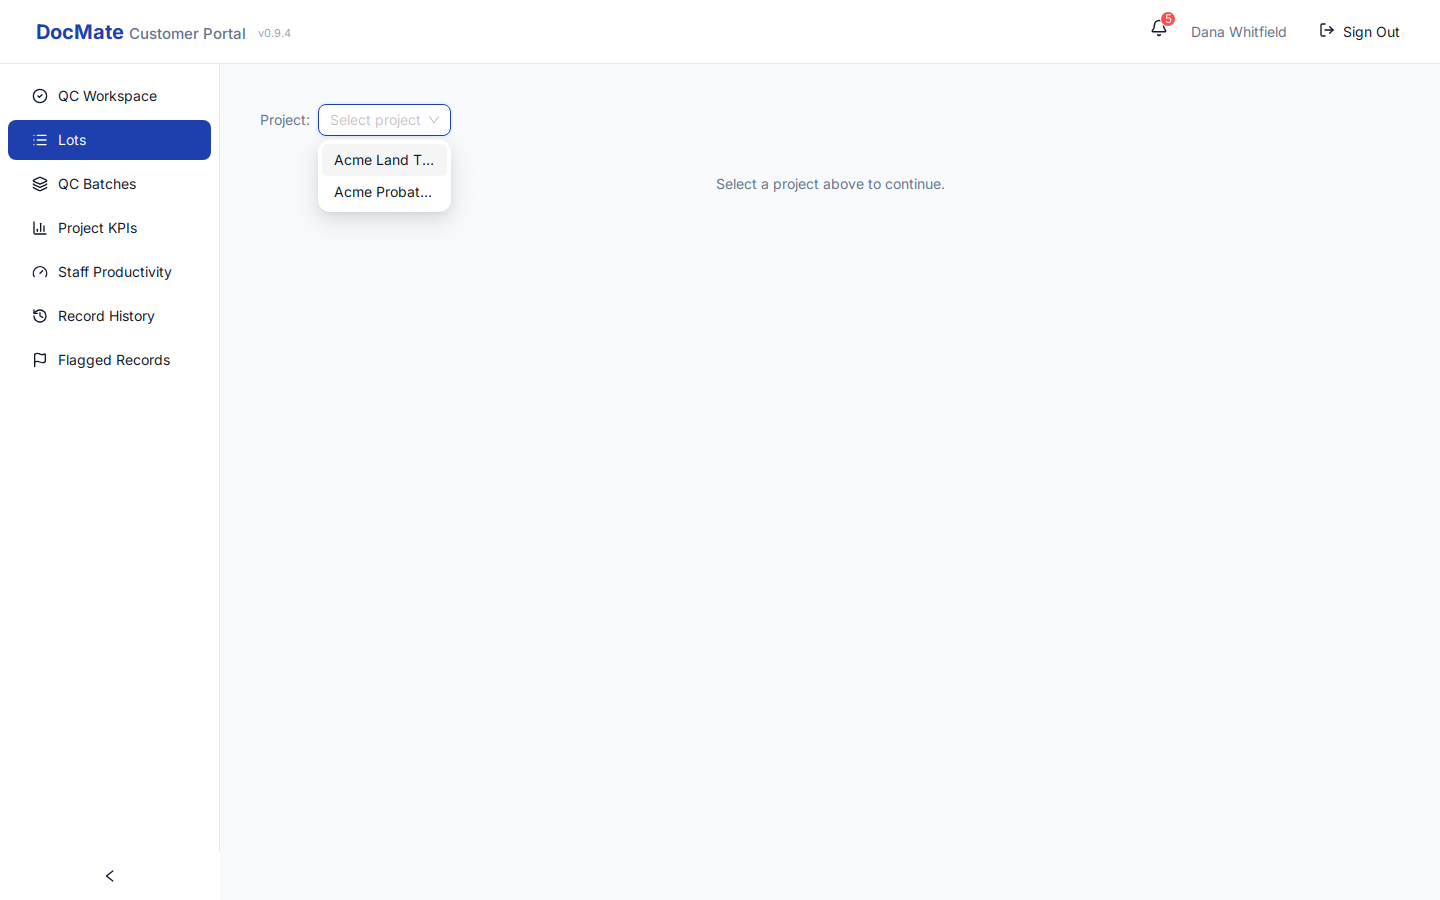 DocMate Customer Portal v0.9.4
5
Dana Whitfield
Sign Out
QC Workspace
Lots
QC Batches
Project KPIs
Staff Productivity
Record History
Flagged Records
Project: Select project
Acme Land T...
Acme Probat...
Select a project above to continue.